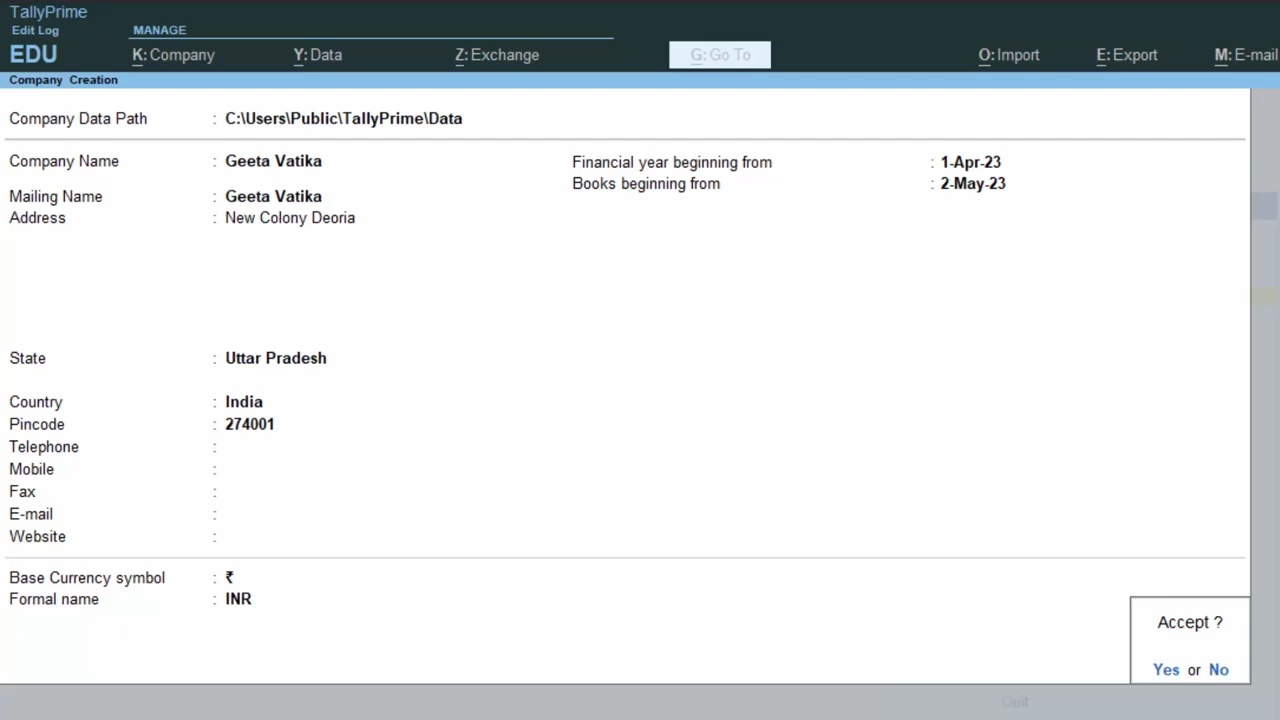 TallyPrime
Edit Log
MANAGE
EDU
K: Company Y: Data Z: Exchange G: Go To O: Import E: Export M: E-mail
Company Creation
Company Data Path : C:\Users\Public\TallyPrime\Data
Company Name : Geeta Vatika Financial year beginning from : 1-Apr-23
Books beginning from : 2-May-23
Mailing Name : Geeta Vatika
Address : New Colony Deoria
State : Uttar Pradesh
Country : India
Pincode : 274001
Telephone :
Mobile :
Fax :
E-mail :
Website :
Base Currency symbol : ₹
Formal name : INR
Accept ?
Yes or No
Quit